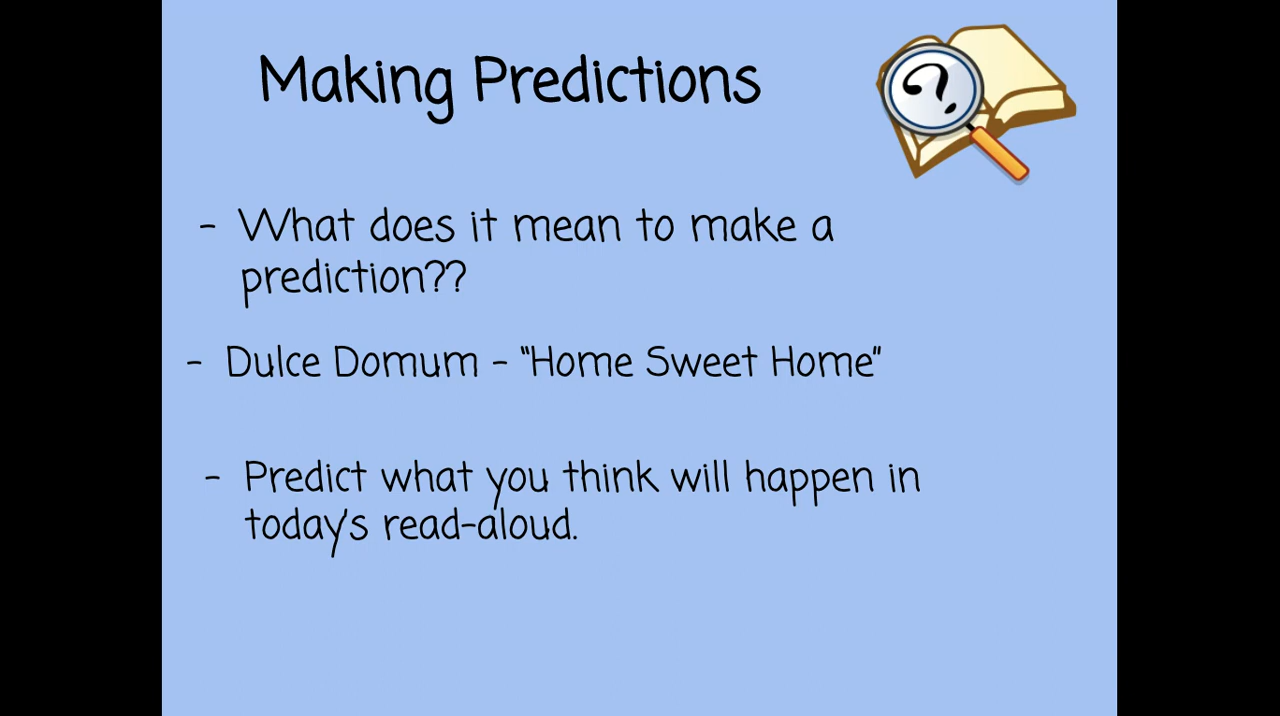 Making Predictions
?
- What does it mean to make a
prediction??
- Dulce Domum - "Home Sweet Home"
- Predict what you think will happen in
today's read-aloud.